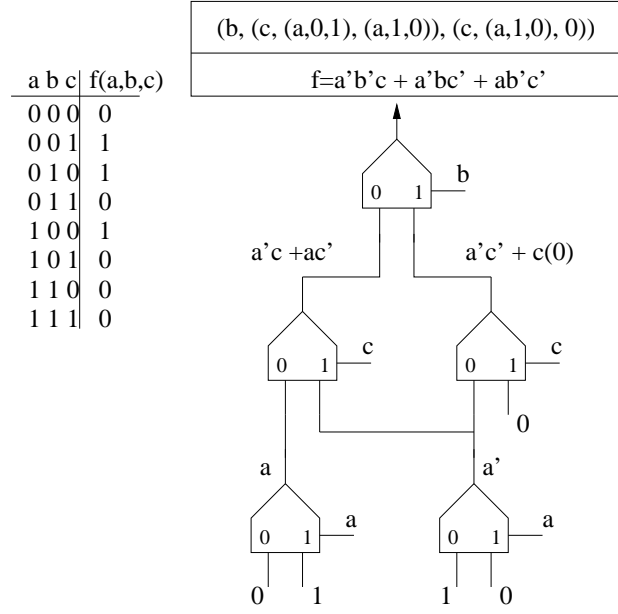 (b, (c, (a,0,1), (a,1,0)), (c, (a,1,0), 0))
f=a’b’c + a’bc’ + ab’c’
a b c f(a,b,c)
0 0 0 0
0 0 1 1
0 1 0 1
0 1 1 0
1 0 0 1
1 0 1 0
1 1 0 0
1 1 1 0
0 1 b
a’c +ac’ a’c’ + c(0)
0 1 c 0 1 c
0
a a’
0 1 a 0 1 a
0 1 1 0